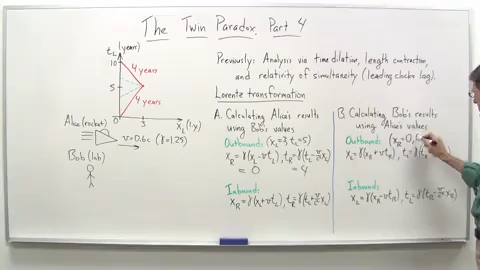 The Twin Paradox, Part 4
t_L (years)
10
5
4 years
4 years
3
x_L (l·y.)
Alice (rocket)
v=0.6c (γ=1.25)
Bob (lab)
Previously: Analysis via time dilation, length contraction,
and relativity of simultaneity (leading clocks lag).
Lorentz transformation
A. Calculating Alice's results
using Bob's values
Outbound: (x_L=3, t_L=5)
x_R = γ(x_L-vt_L), t_R = γ(t_L-v/c² x_L)
= 0 = 4
Inbound:
x_R = γ(x_L+vt_L), t_R = γ(t_L+v/c² x_L)
B. Calculating Bob's results
using Alice's values
Outbound: (x_R=0,
x_L = γ(x_R+vt_R), t_L = γ(t_R
Inbound:
x_L = γ(x_R-vt_R), t_L = γ(t_R-v/c² x_R)